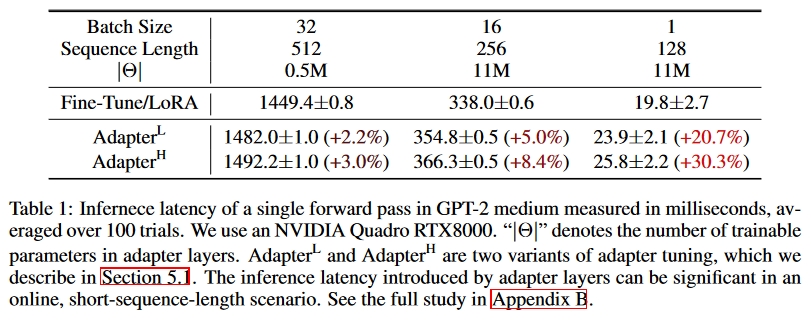 Batch Size 32 16 1
Sequence Length 512 256 128
|Θ| 0.5M 11M 11M
Fine-Tune/LoRA 1449.4±0.8 338.0±0.6 19.8±2.7
Adapter^L 1482.0±1.0 (+2.2%) 354.8±0.5 (+5.0%) 23.9±2.1 (+20.7%)
Adapter^H 1492.2±1.0 (+3.0%) 366.3±0.5 (+8.4%) 25.8±2.2 (+30.3%)
Table 1: Infernece latency of a single forward pass in GPT-2 medium measured in milliseconds, av-
eraged over 100 trials. We use an NVIDIA Quadro RTX8000. “|Θ|” denotes the number of trainable
parameters in adapter layers. Adapter^L and Adapter^H are two variants of adapter tuning, which we
describe in Section 5.1. The inference latency introduced by adapter layers can be significant in an
online, short-sequence-length scenario. See the full study in Appendix B.